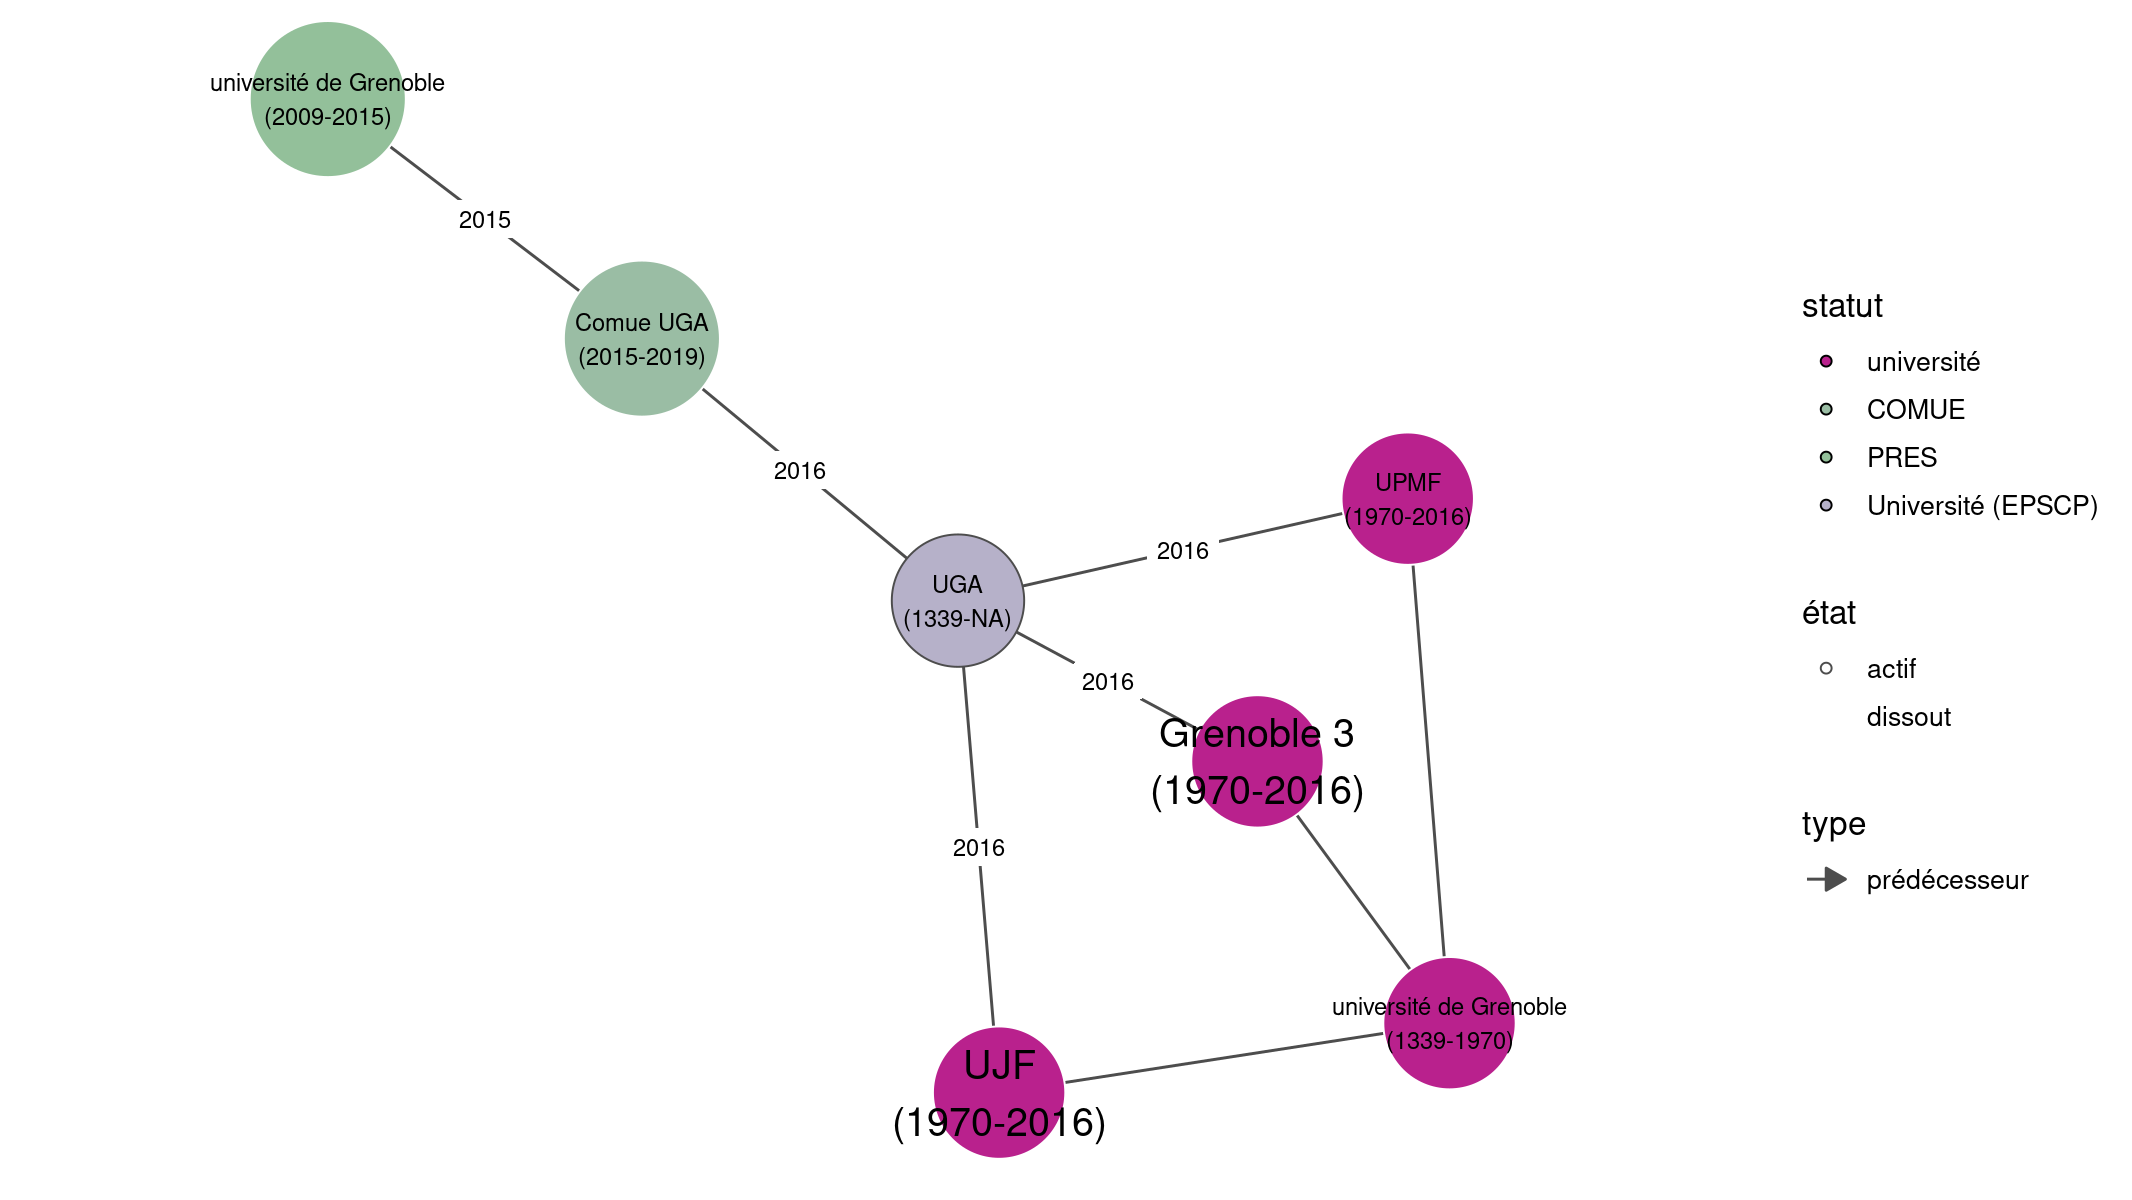 université de Grenoble
(2009-2015)
2015
Comue UGA
(2015-2019)
2016
UPMF
(1970-2016)
2016
UGA
(1339-NA)
2016
Grenoble 3
(1970-2016)
2016
université de Grenoble
(1339-1970)
UJF
(1970-2016)
statut
université
COMUE
PRES
Université (EPSCP)
état
actif
dissout
type
prédécesseur